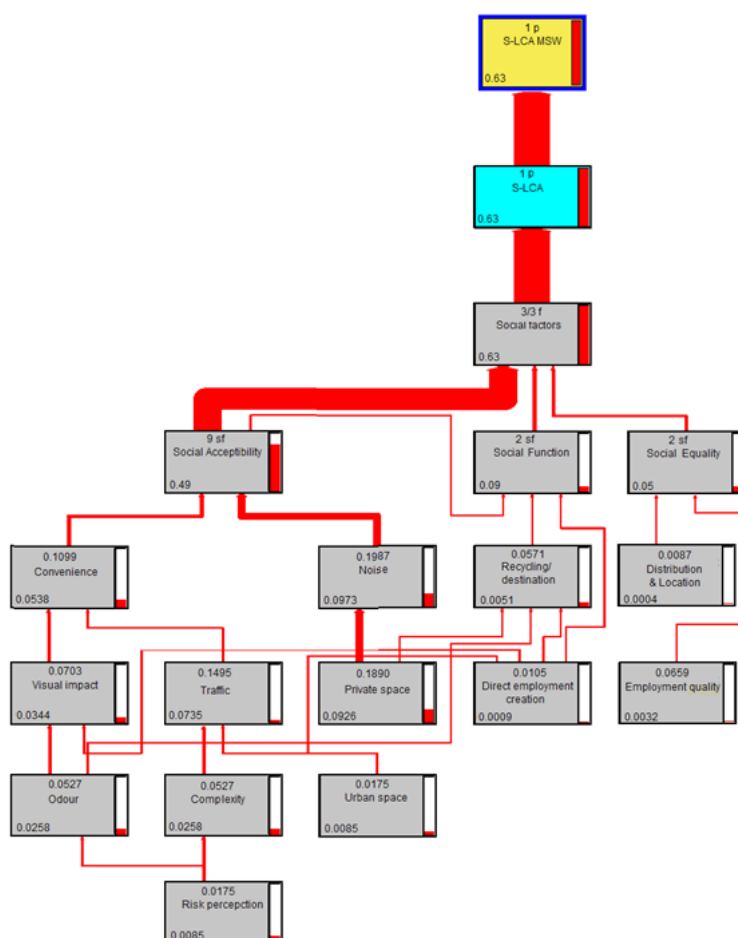 1 p
S-LCA MSW
0.63
1 p
S-LCA
0.63
3/3 f
Social factors
0.63
9 sf
Social Acceptibility
0.49
2 sf
Social Function
0.09
2 sf
Social Equality
0.05
0.1099
Convenience
0.0538
0.1987
Noise
0.0973
0.0571
Recycling/
destination
0.0051
0.0087
Distribution
& Location
0.0004
0.0703
Visual impact
0.0344
0.1495
Traffic
0.0735
0.1890
Private space
0.0926
0.0105
Direct employment
creation
0.0009
0.0659
Employment quality
0.0032
0.0527
Odour
0.0258
0.0527
Complexity
0.0258
0.0175
Urban space
0.0085
0.0175
Risk percepction
0.0085